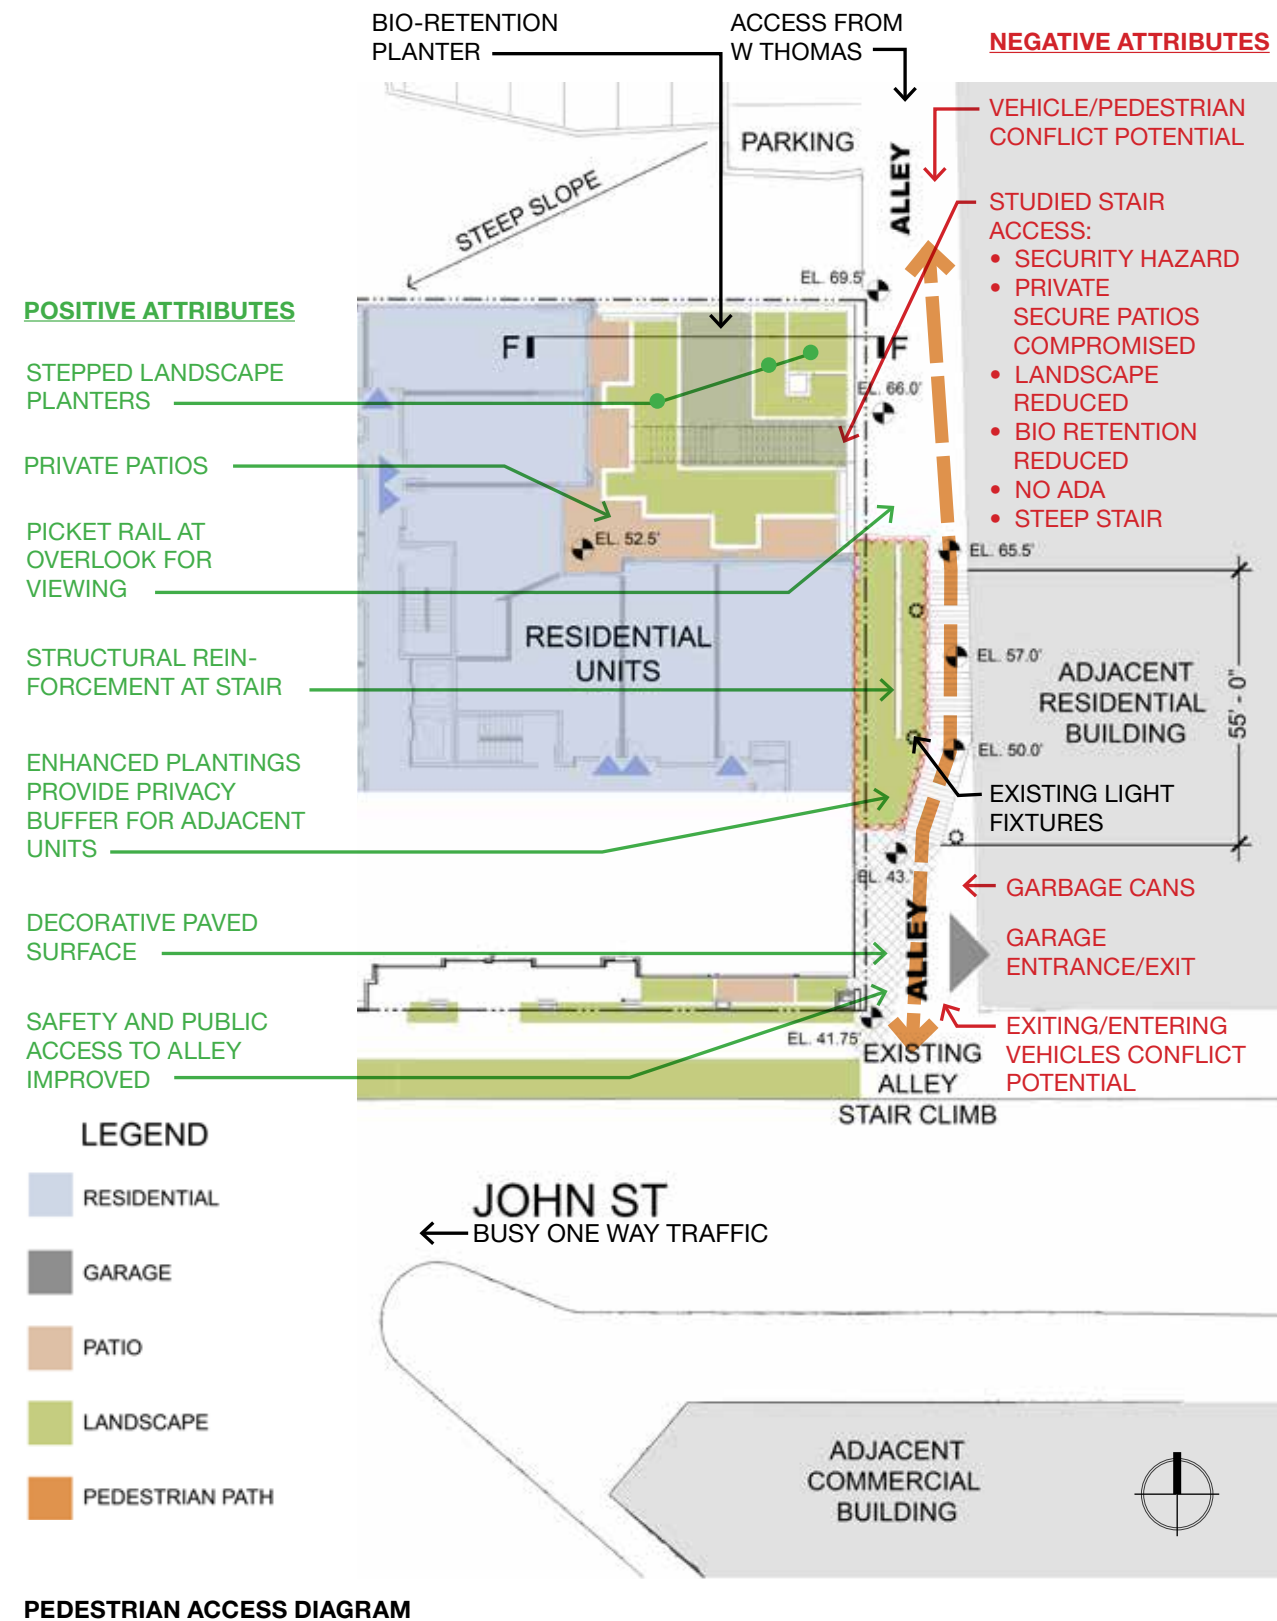 BIO-RETENTION
PLANTER
ACCESS FROM
W THOMAS
NEGATIVE ATTRIBUTES
VEHICLE/PEDESTRIAN
CONFLICT POTENTIAL
PARKING
ALLEY
STEEP SLOPE
STUDIED STAIR
ACCESS:
• SECURITY HAZARD
• PRIVATE
SECURE PATIOS
COMPROMISED
• LANDSCAPE
REDUCED
• BIO RETENTION
REDUCED
• NO ADA
• STEEP STAIR
EL. 69.5'
POSITIVE ATTRIBUTES
F
F
STEPPED LANDSCAPE
PLANTERS
EL. 66.0'
PRIVATE PATIOS
PICKET RAIL AT
OVERLOOK FOR
VIEWING
EL. 52.5'
EL. 65.5'
RESIDENTIAL
UNITS
STRUCTURAL REIN-
FORCEMENT AT STAIR
EL. 57.0'
ADJACENT
RESIDENTIAL
BUILDING
55' - 0"
EL. 50.0'
ENHANCED PLANTINGS
PROVIDE PRIVACY
BUFFER FOR ADJACENT
UNITS
EXISTING LIGHT
FIXTURES
EL. 43.'
GARBAGE CANS
DECORATIVE PAVED
SURFACE
ALLEY
GARAGE
ENTRANCE/EXIT
SAFETY AND PUBLIC
ACCESS TO ALLEY
IMPROVED
EL. 41.75'
EXISTING
ALLEY
STAIR CLIMB
EXITING/ENTERING
VEHICLES CONFLICT
POTENTIAL
LEGEND
RESIDENTIAL
GARAGE
PATIO
LANDSCAPE
PEDESTRIAN PATH
JOHN ST
BUSY ONE WAY TRAFFIC
ADJACENT
COMMERCIAL
BUILDING
PEDESTRIAN ACCESS DIAGRAM